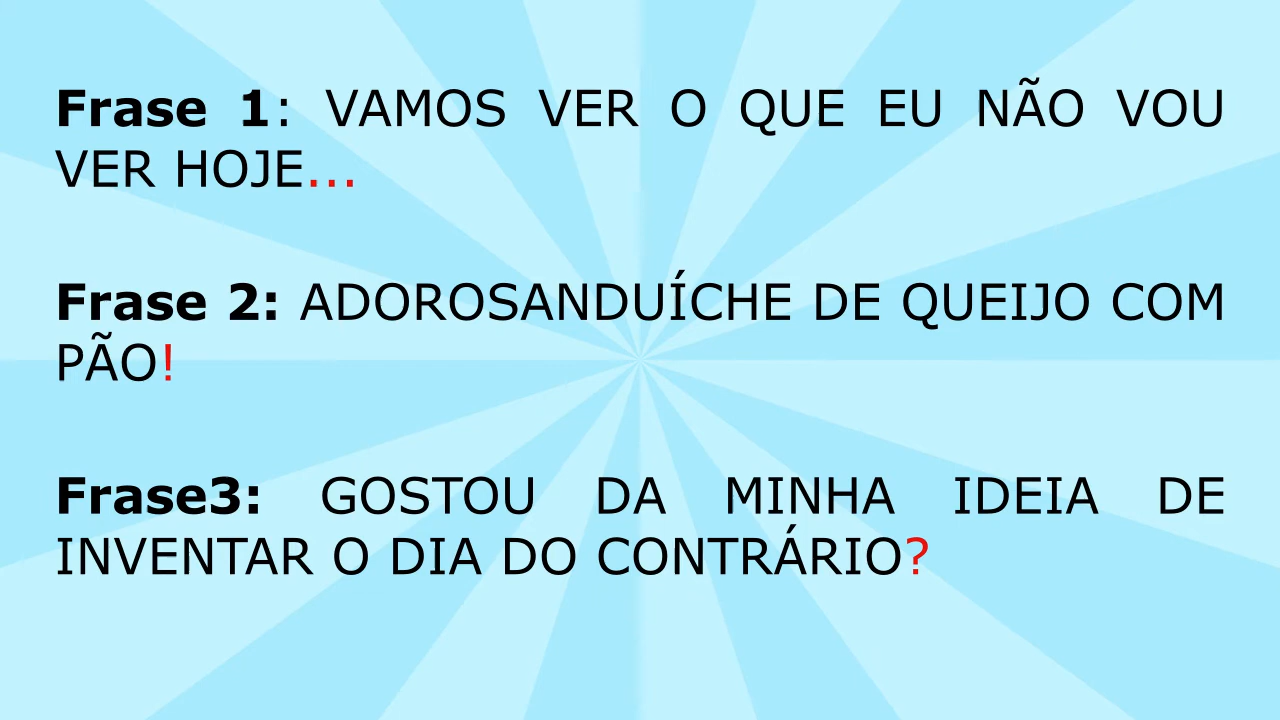 Frase 1: VAMOS VER O QUE EU NÃO VOU
VER HOJE...
Frase 2: ADOROSANDUÍCHE DE QUEIJO COM
PÃO!
Frase3: GOSTOU DA MINHA IDEIA DE
INVENTAR O DIA DO CONTRÁRIO?